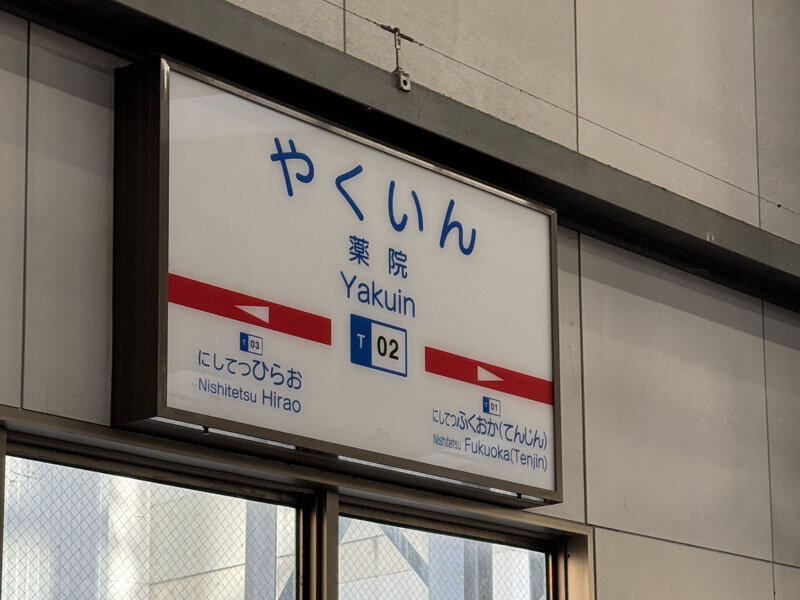 やくいん
薬院
Yakuin
T 02
T 03
にしてつひらお
Nishitetsu Hirao
T 01
にしてつふくおか(てんじん)
Nishitetsu Fukuoka(Tenjin)